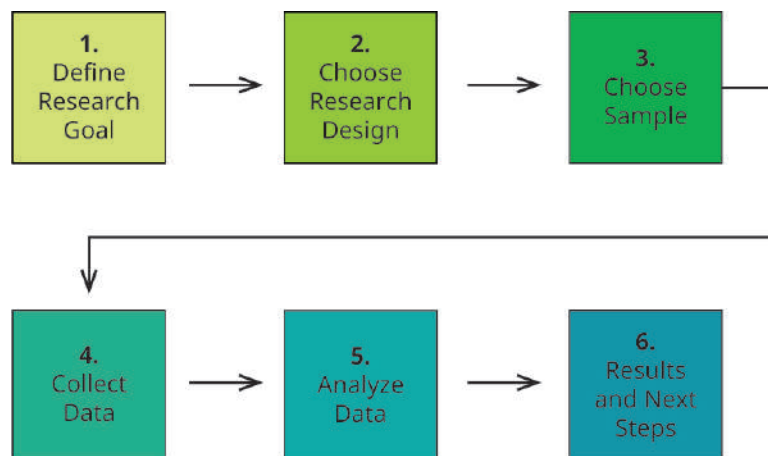 1.
Define
Research
Goal
2.
Choose
Research
Design
3.
Choose
Sample
4.
Collect
Data
5.
Analyze
Data
6.
Results
and Next
Steps